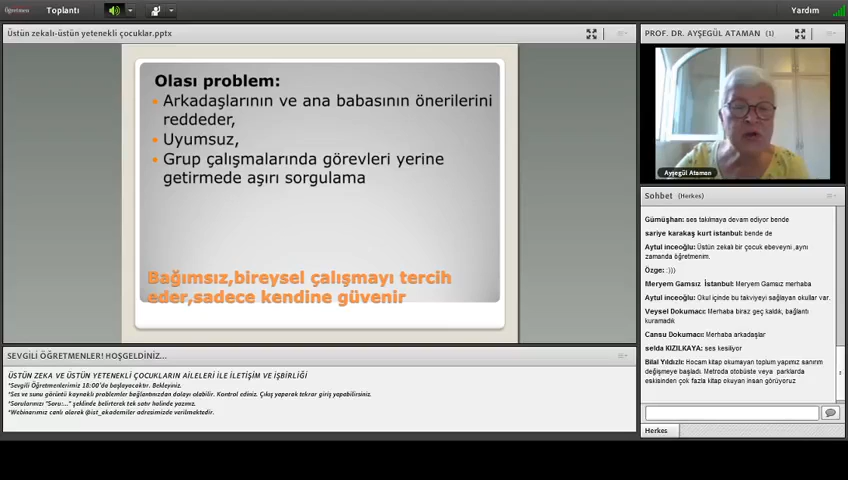 Öğretmen
Toplantı
Yardım
Üstün zekalı-üstün yetenekli çocuklar.pptx
Olası problem:
• Arkadaşlarının ve ana babasının önerilerini
reddeder,
• Uyumsuz,
• Grup çalışmalarında görevleri yerine
getirmede aşırı sorgulama
Bağımsız,bireysel çalışmayı tercih
eder,sadece kendine güvenir
SEVGİLİ ÖĞRETMENLER! HOŞGELDİNİZ...
ÜSTÜN ZEKA VE ÜSTÜN YETENEKLİ ÇOCUKLARIN AİLELERİ İLE İLETİŞİM VE İŞBİRLİĞİ
*Sevgili Öğretmenlerimiz 18:00'da başlayacaktır. Bekleyiniz.
*Ses ve sunu görüntü kaynaklı problemler bağlantınızdan dolayı olabilir. Kontrol ediniz. Çıkış yaparak tekrar giriş yapabilirsiniz.
*Sorularınızı "Soru:..." şeklinde belirterek tek satır halinde yazınız.
*Webinarımız canlı olarak @ist_akademiler adresimizde verilmektedir.
PROF. DR. AYŞEGÜL ATAMAN (1)
Ayşegül Ataman
Sohbet (Herkes)
Gümüşhan: ses takılmaya devam ediyor bende
sariye karakaş kurt istanbul: bende de
Aytul inceoğlu: Üstün zekalı bir çocuk ebeveyni ,aynı
zamanda öğretmenim.
Özge: :)))
Meryem Gamsız İstanbul: Meryem Gamsız merhaba
Aytul inceoğlu: Okul içinde bu takviyeyi sağlayan okullar var.
Veysel Dokumacı: Merhaba biraz geç kaldık, bağlantı
kuramadık
Cansu Dokumacı: Merhaba arkadaşlar
selda KIZILKAYA: ses kesiliyor
Bilal Yıldızlı: Hocam kitap okumayan toplum yapımız sanırım
değişmeye başladı. Metroda otobüste veya parklarda
eskisinden çok fazla kitap okuyan insan görüyoruz
Herkes